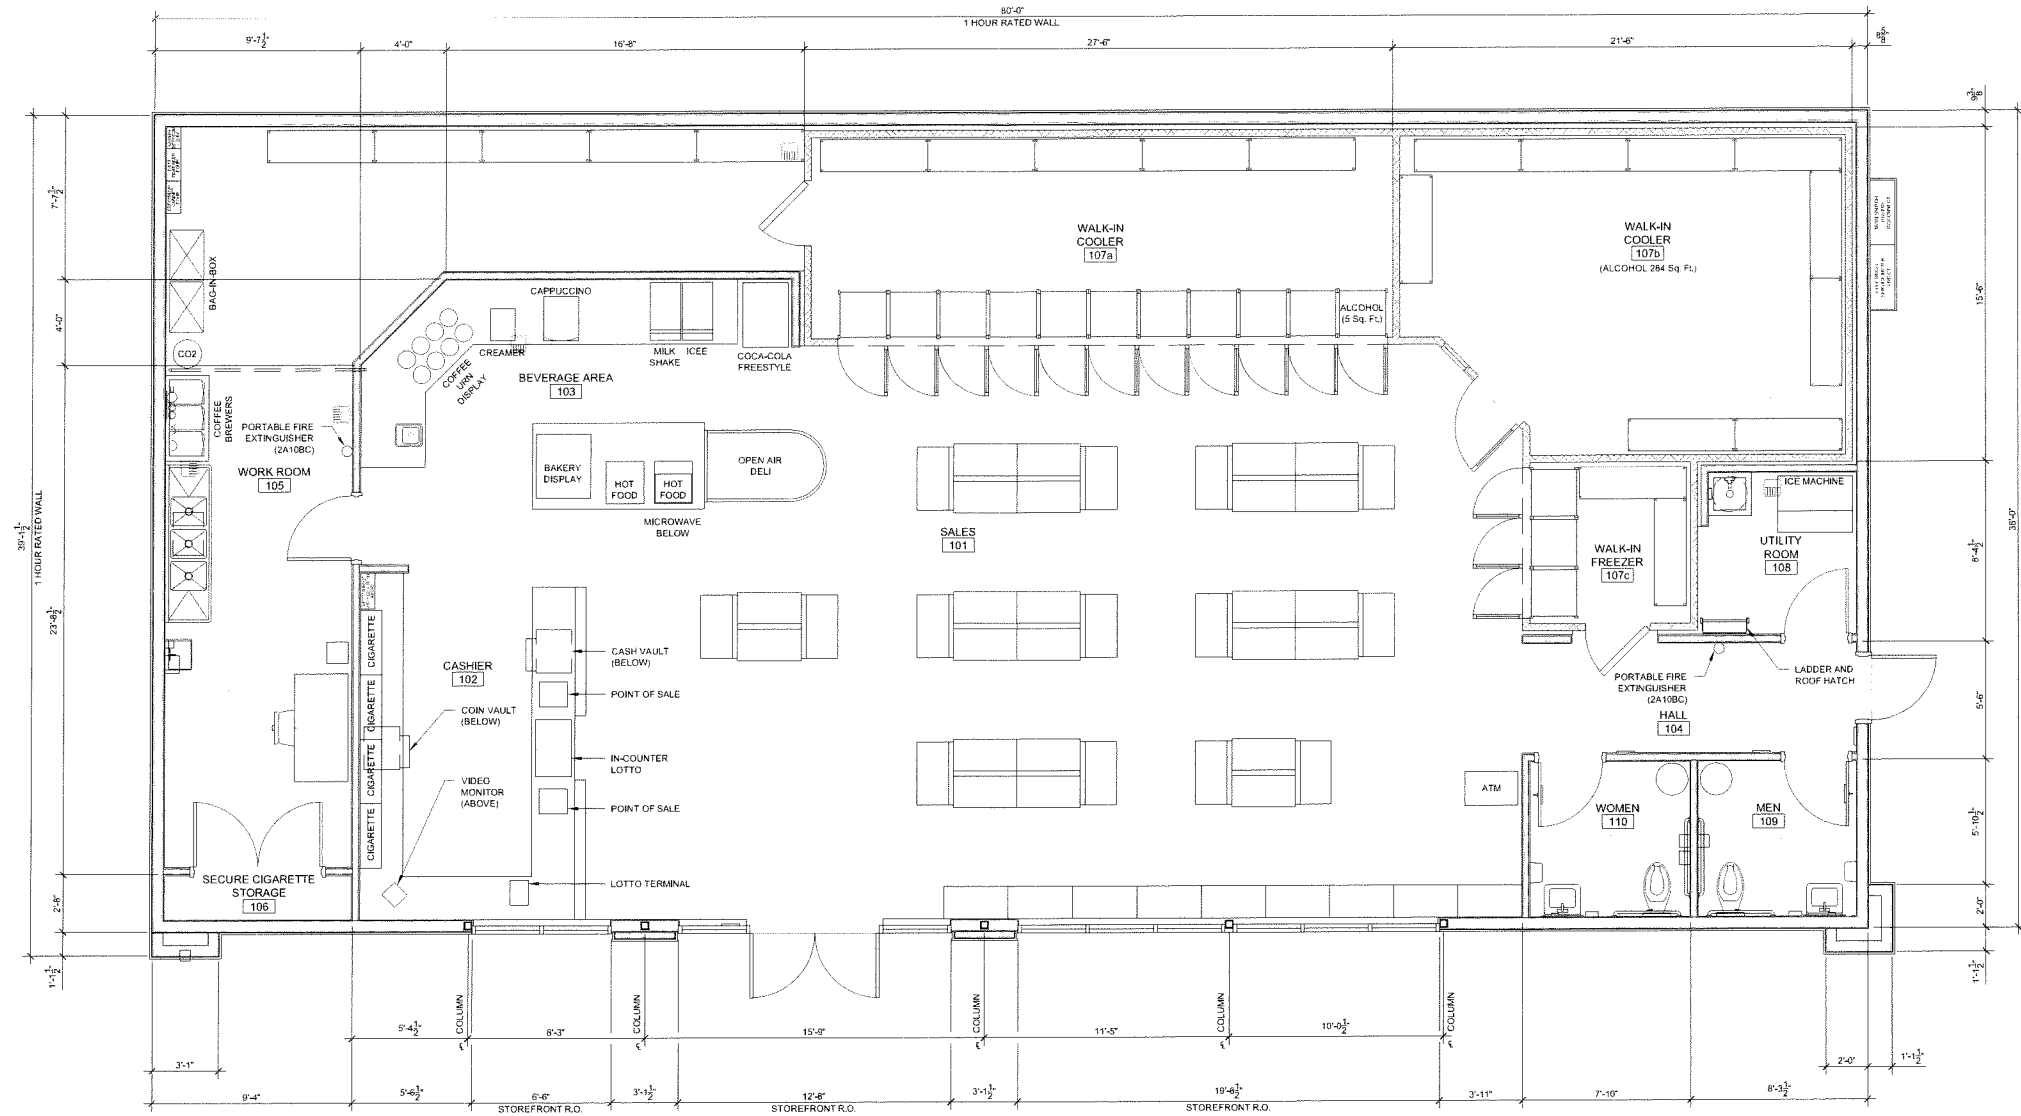 80'-0"
1 HOUR RATED WALL
9'-7 1/2"
4'-0"
16'-8"
27'-6"
21'-6"
8 5/8"
9 3/8"
7'-7 1/2"
4'-0"
39'-1 1/2"
1 HOUR RATED WALL
23'-8 1/2"
2'-8"
1'-1 1/2"
15'-6"
38'-0"
8'-4 1/2"
5'-6"
5'-10 1/2"
2'-0"
1'-1 1/2"
BAG-IN-BOX
CO2
COFFEE
BREWERS
PORTABLE FIRE
EXTINGUISHER
(2A10BC)
WORK ROOM
105
CAPPUCCINO
CREAMER
COFFEE
URN
DISPLAY
MILK
SHAKE
ICEE
COCA-COLA
FREESTYLE
BEVERAGE AREA
103
BAKERY
DISPLAY
HOT
FOOD
HOT
FOOD
OPEN AIR
DELI
MICROWAVE
BELOW
WALK-IN
COOLER
107a
ALCOHOL
(5 Sq. Ft.)
WALK-IN
COOLER
107b
(ALCOHOL 284 Sq. Ft.)
SALES
101
WALK-IN
FREEZER
107c
ICE MACHINE
UTILITY
ROOM
108
PORTABLE FIRE
EXTINGUISHER
(2A10BC)
LADDER AND
ROOF HATCH
HALL
104
CIGARETTE
CIGARETTE
CIGARETTE
CIGARETTE
CASHIER
102
COIN VAULT
(BELOW)
VIDEO
MONITOR
(ABOVE)
CASH VAULT
(BELOW)
POINT OF SALE
IN-COUNTER
LOTTO
POINT OF SALE
LOTTO TERMINAL
SECURE CIGARETTE
STORAGE
106
ATM
WOMEN
110
MEN
109
COLUMN
COLUMN
COLUMN
COLUMN
COLUMN
5'-4 1/2"
8'-3"
15'-9"
11'-5"
10'-0 1/2"
3'-1"
2'-0"
1'-1 1/2"
9'-4"
5'-6 1/2"
6'-6"
STOREFRONT R.O.
3'-1 1/2"
12'-8"
STOREFRONT R.O.
3'-1 1/2"
19'-8 1/2"
STOREFRONT R.O.
3'-11"
7'-10"
8'-3 1/2"